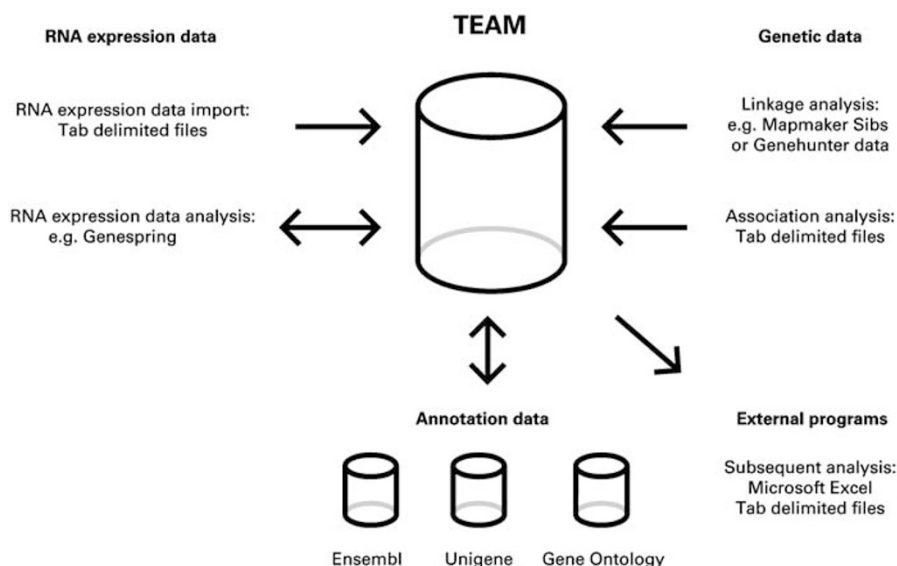 TEAM
RNA expression data
RNA expression data import:
Tab delimited files
RNA expression data analysis:
e.g. Genespring
Genetic data
Linkage analysis:
e.g. Mapmaker Sibs
or Genehunter data
Association analysis:
Tab delimited files
Annotation data
Ensembl
Unigene
Gene Ontology
External programs
Subsequent analysis:
Microsoft Excel
Tab delimited files